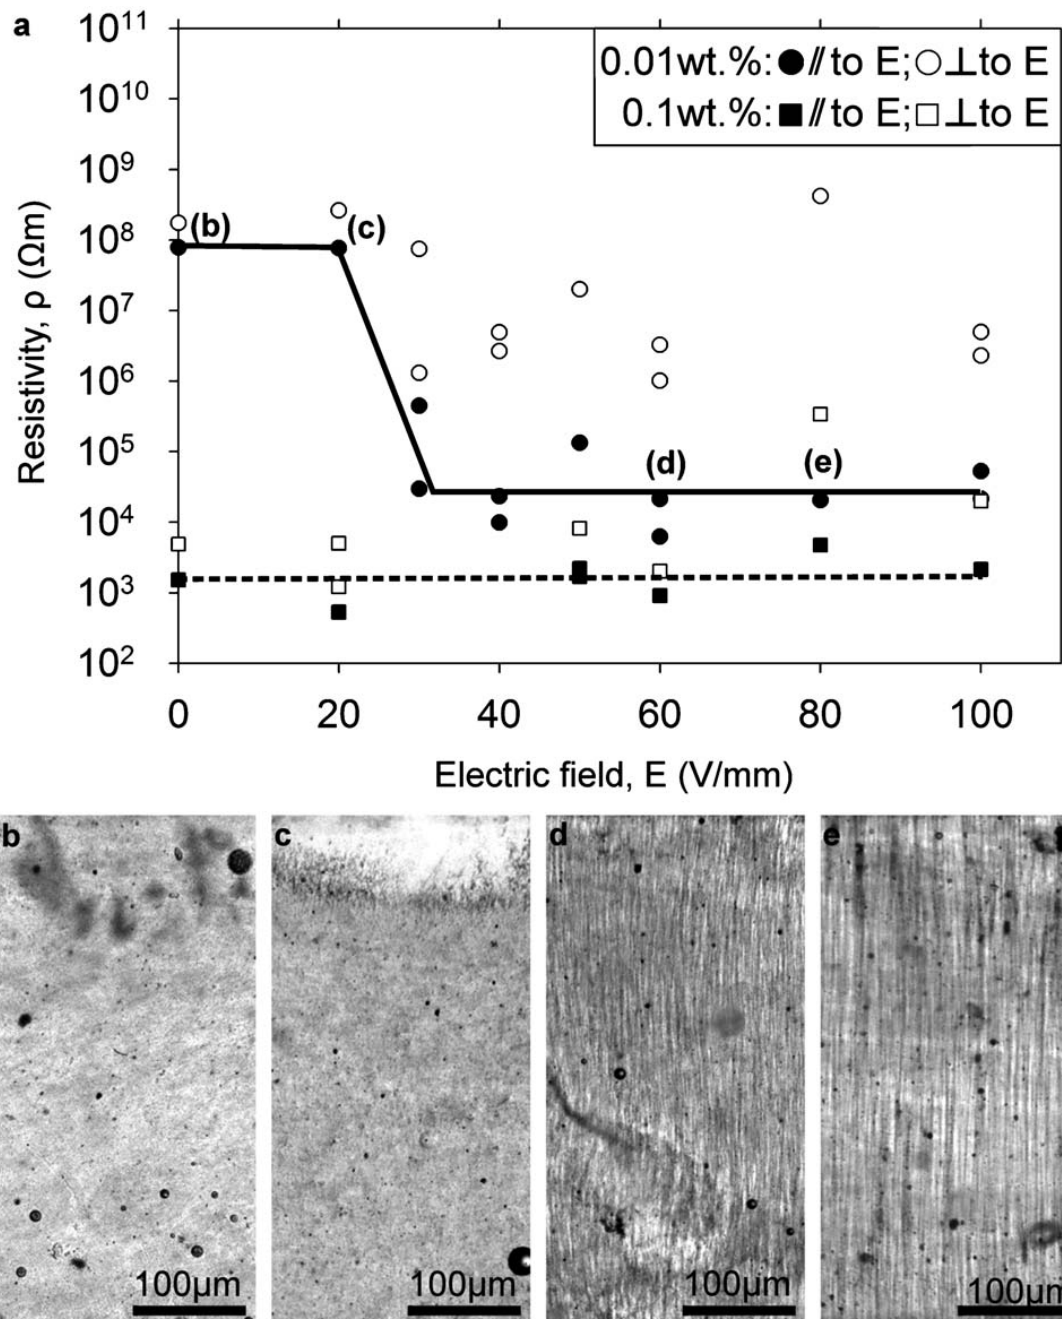 a
10¹¹
10¹⁰
10⁹
10⁸
10⁷
10⁶
10⁵
10⁴
10³
10²
Resistivity, ρ (Ωm)
0.01wt.%:●// to E;○⊥to E
0.1wt.%:■// to E;□⊥to E
(b)
(c)
(d)
(e)
0 20 40 60 80 100
Electric field, E (V/mm)
b
c
d
e
100μm
100μm
100μm
100μm